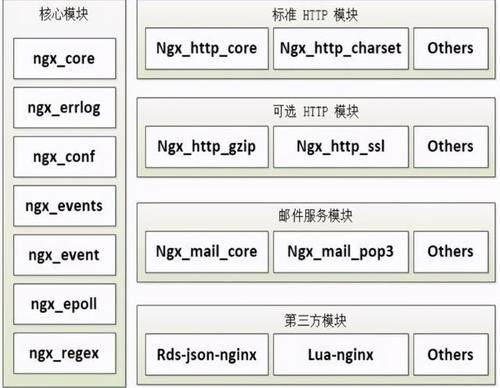 核心模块
ngx_core
ngx_errlog
ngx_conf
ngx_events
ngx_event
ngx_epoll
ngx_regex
标准 HTTP 模块
Ngx_http_core Ngx_http_charset Others
可选 HTTP 模块
Ngx_http_gzip Ngx_http_ssl Others
邮件服务模块
Ngx_mail_core Ngx_mail_pop3 Others
第三方模块
Rds-json-nginx Lua-nginx Others